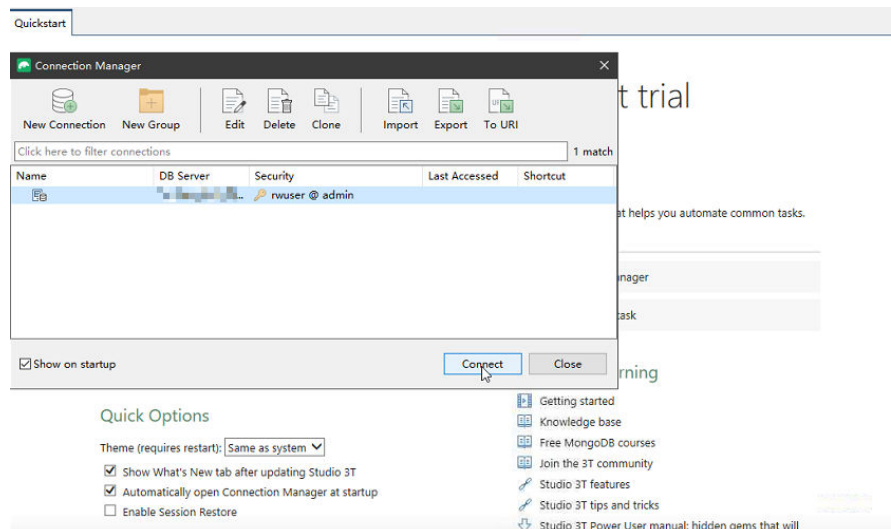 Quickstart
Connection Manager
New Connection New Group Edit Delete Clone Import Export To URI
Click here to filter connections 1 match
Name DB Server Security Last Accessed Shortcut
rwuser @ admin
Show on startup Connect Close
t trial
at helps you automate common tasks.
nager
task
rning
Quick Options
Theme (requires restart): Same as system
Show What's New tab after updating Studio 3T
Automatically open Connection Manager at startup
Enable Session Restore
Getting started
Knowledge base
Free MongoDB courses
Join the 3T community
Studio 3T features
Studio 3T tips and tricks
Studio 3T Power User manual: hidden gems that will